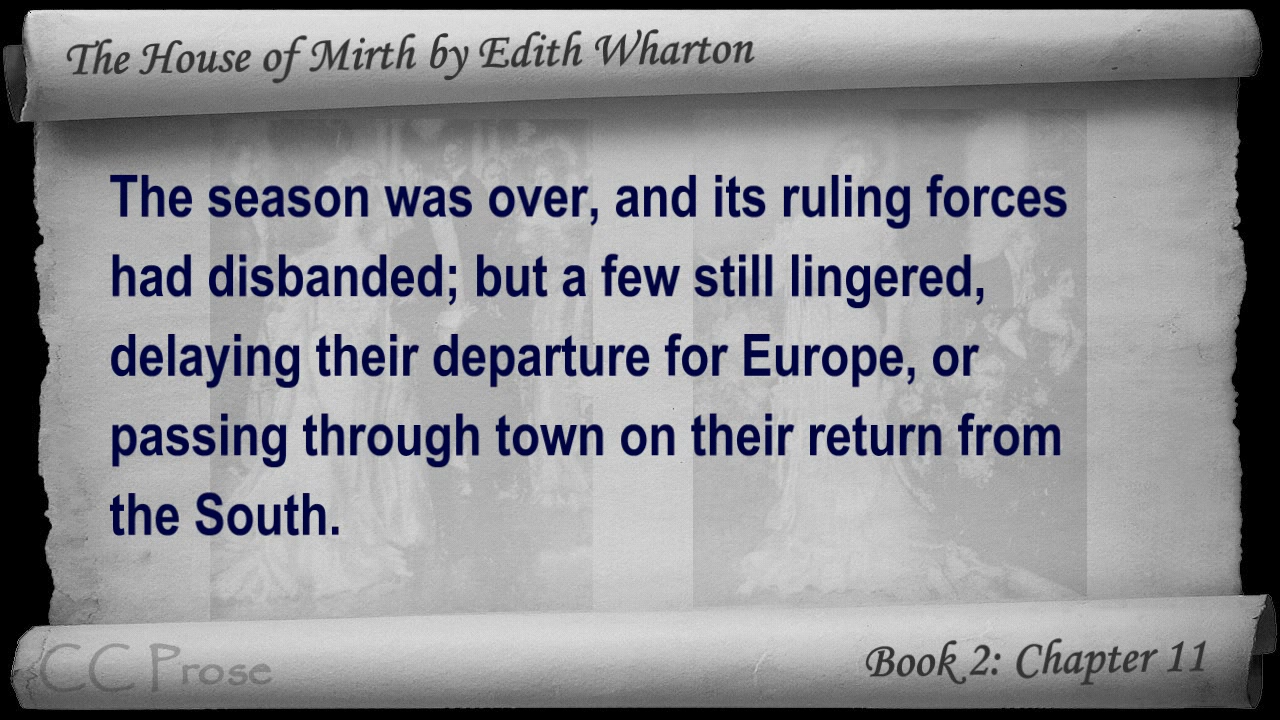 The House of Mirth by Edith Wharton
The season was over, and its ruling forces
had disbanded; but a few still lingered,
delaying their departure for Europe, or
passing through town on their return from
the South.
CC Prose
Book 2: Chapter 11